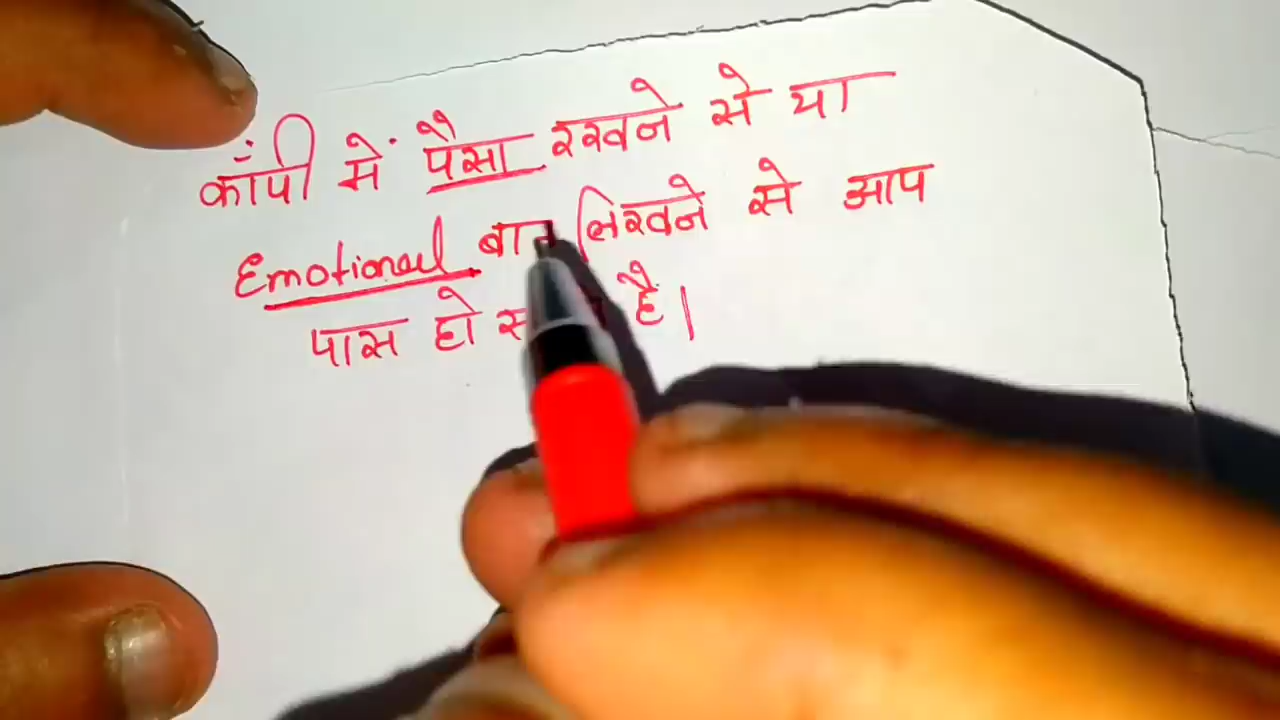 कॉपी में पैसा रखने से या
Emotional बात लिखने से आप
पास हो है।